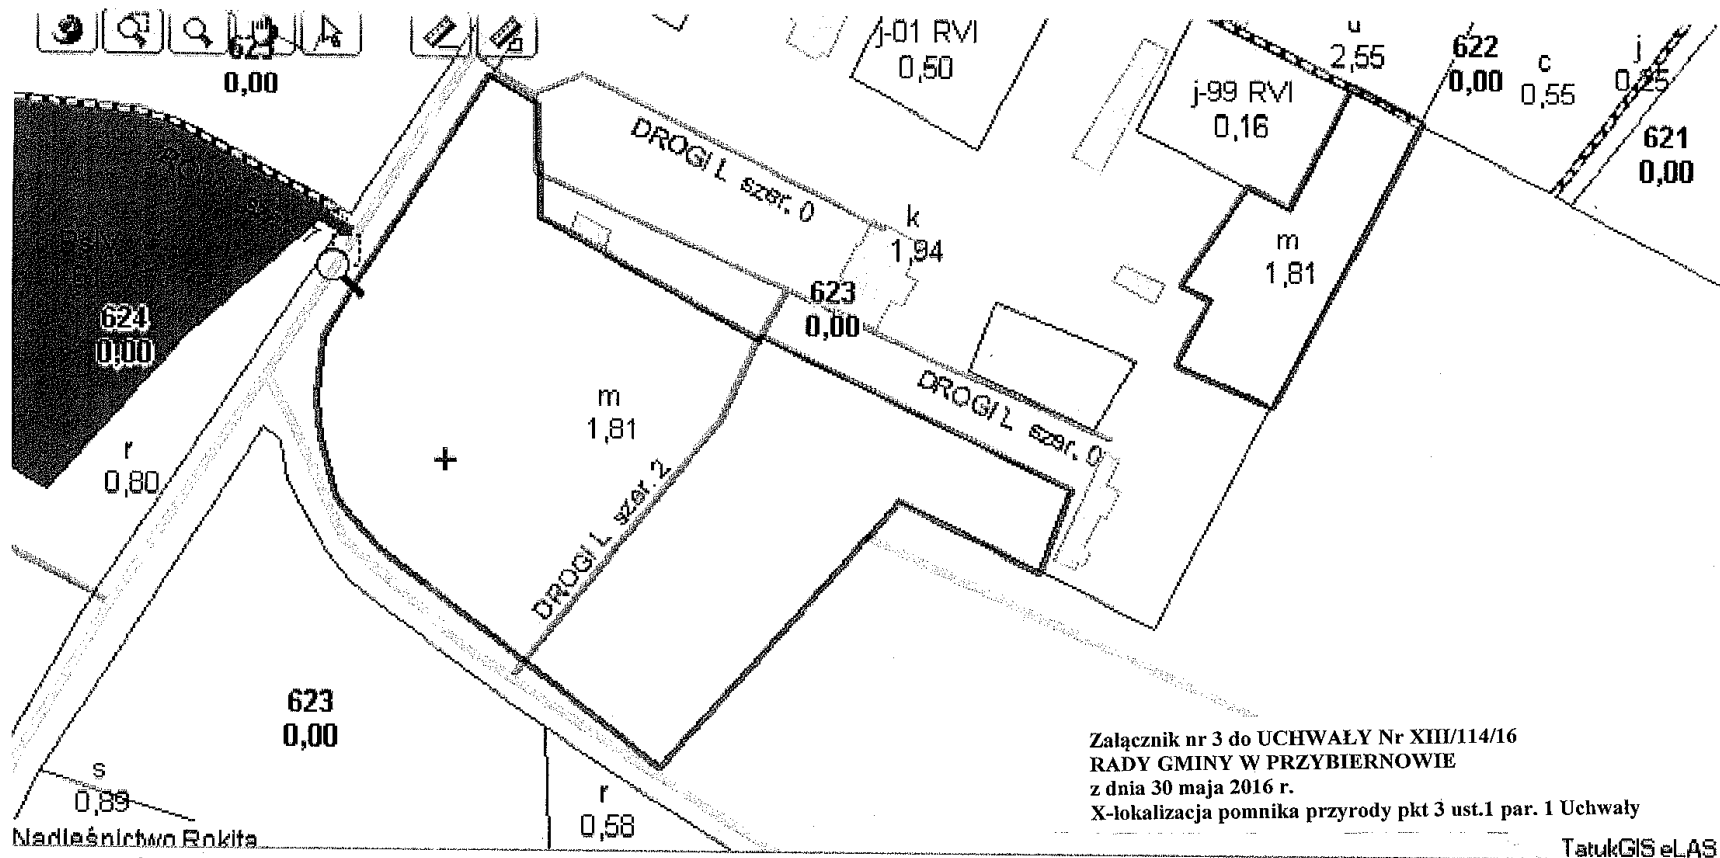 623
0,00
j-01 RVI
0,50
u
2,55
622
0,00
c
0,55
j
0,25
j-99 RVI
0,16
621
0,00
DROGI L szer. 0
k
1,94
m
1,81
623
0,00
624
0,00
m
1,81
DROGI L szer. 0
r
0,80
DROGI L szer. 2
623
0,00
s
0,89
r
0,58
Załącznik nr 3 do UCHWAŁY Nr XIII/114/16
RADY GMINY W PRZYBIERNOWIE
z dnia 30 maja 2016 r.
X-lokalizacja pomnika przyrody pkt 3 ust.1 par. 1 Uchwały
Nadleśnictwo Rokita
TatukGIS eLAS